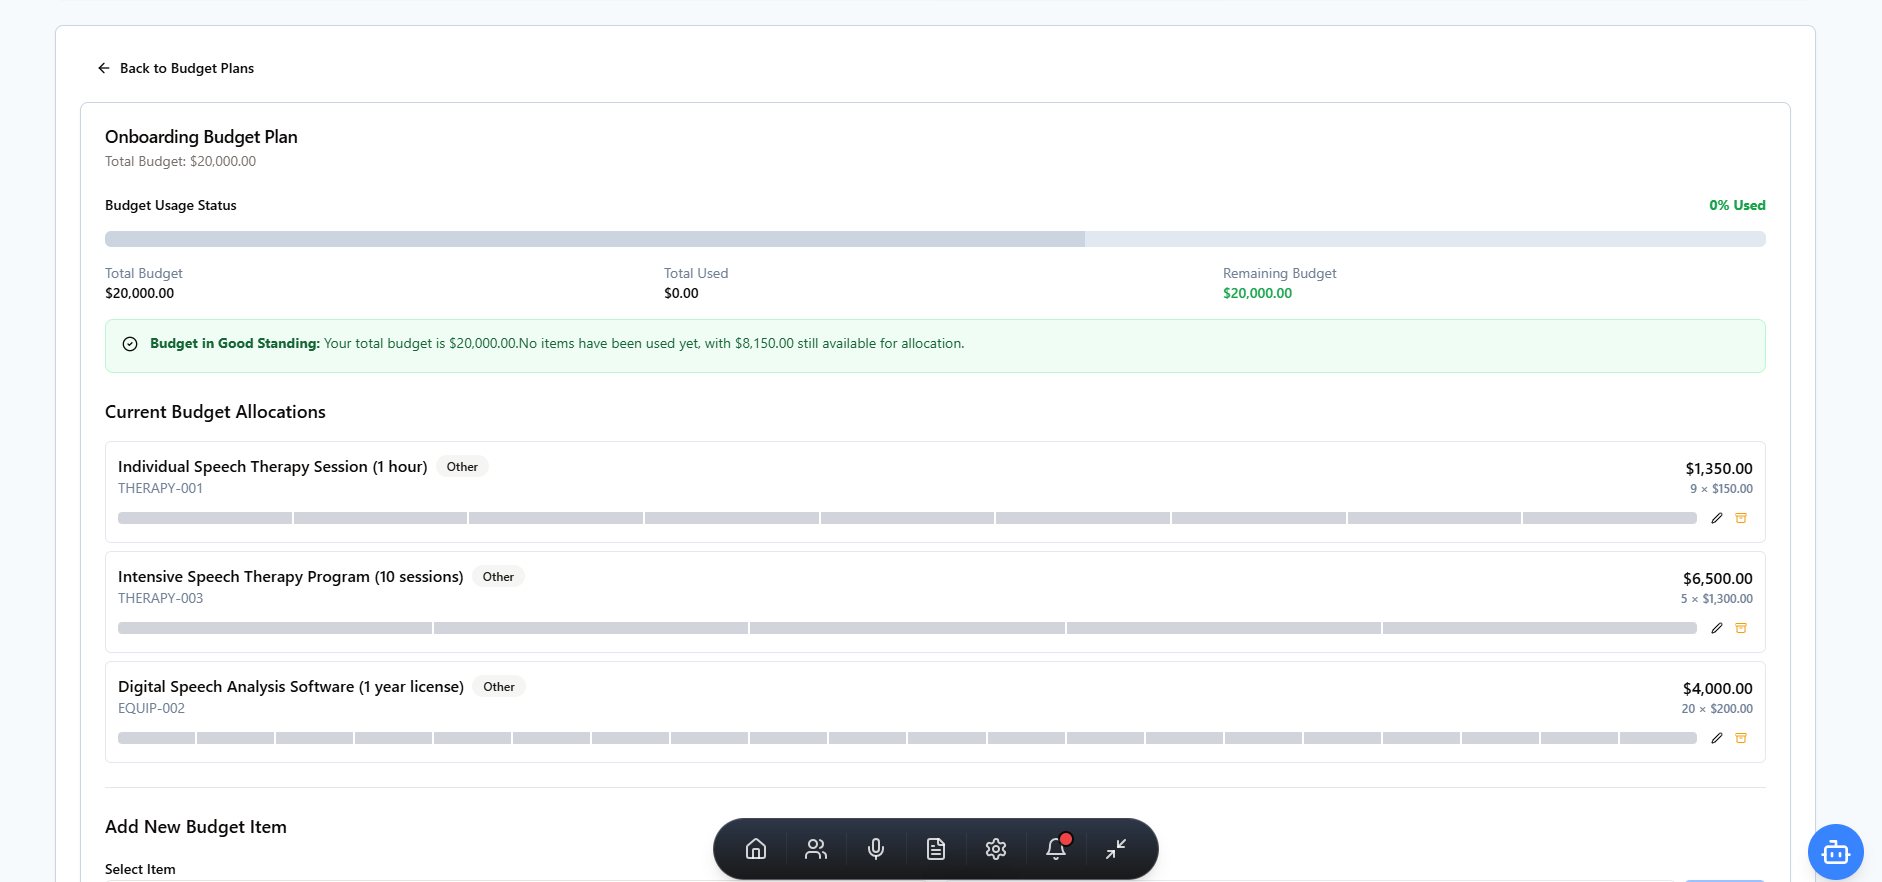 Back to Budget Plans
Onboarding Budget Plan
Total Budget: $20,000.00
Budget Usage Status
0% Used
Total Budget
$20,000.00
Total Used
$0.00
Remaining Budget
$20,000.00
Budget in Good Standing: Your total budget is $20,000.00.No items have been used yet, with $8,150.00 still available for allocation.
Current Budget Allocations
Individual Speech Therapy Session (1 hour) Other
THERAPY-001
$1,350.00
9 × $150.00
Intensive Speech Therapy Program (10 sessions) Other
THERAPY-003
$6,500.00
5 × $1,300.00
Digital Speech Analysis Software (1 year license) Other
EQUIP-002
$4,000.00
20 × $200.00
Add New Budget Item
Select Item